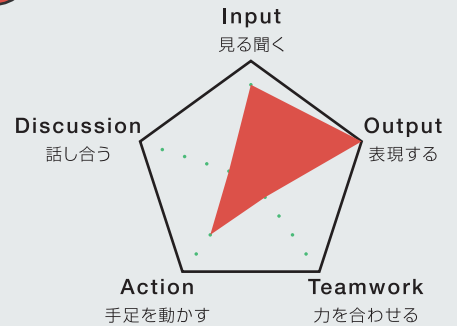 Input
見る聞く
Discussion
話し合う
Output
表現する
Action
手足を動かす
Teamwork
力を合わせる